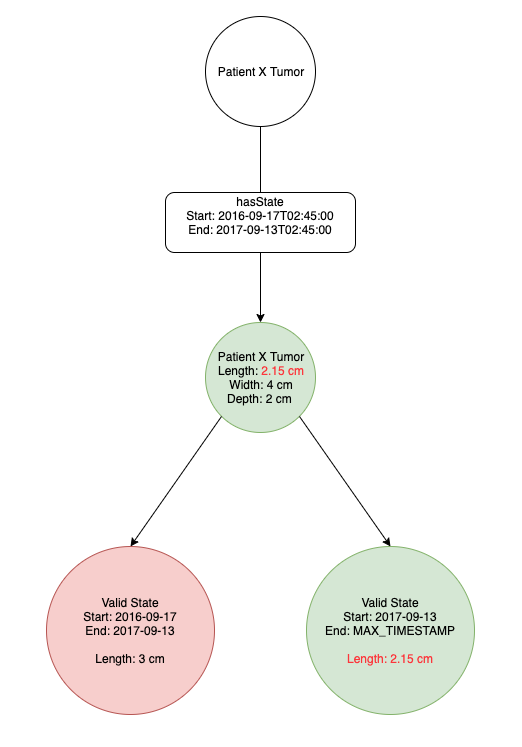 Patient X Tumor
hasState
Start: 2016-09-17T02:45:00
End: 2017-09-13T02:45:00
Patient X Tumor
Length: 2.15 cm
Width: 4 cm
Depth: 2 cm
Valid State
Start: 2016-09-17
End: 2017-09-13
Length: 3 cm
Valid State
Start: 2017-09-13
End: MAX_TIMESTAMP
Length: 2.15 cm